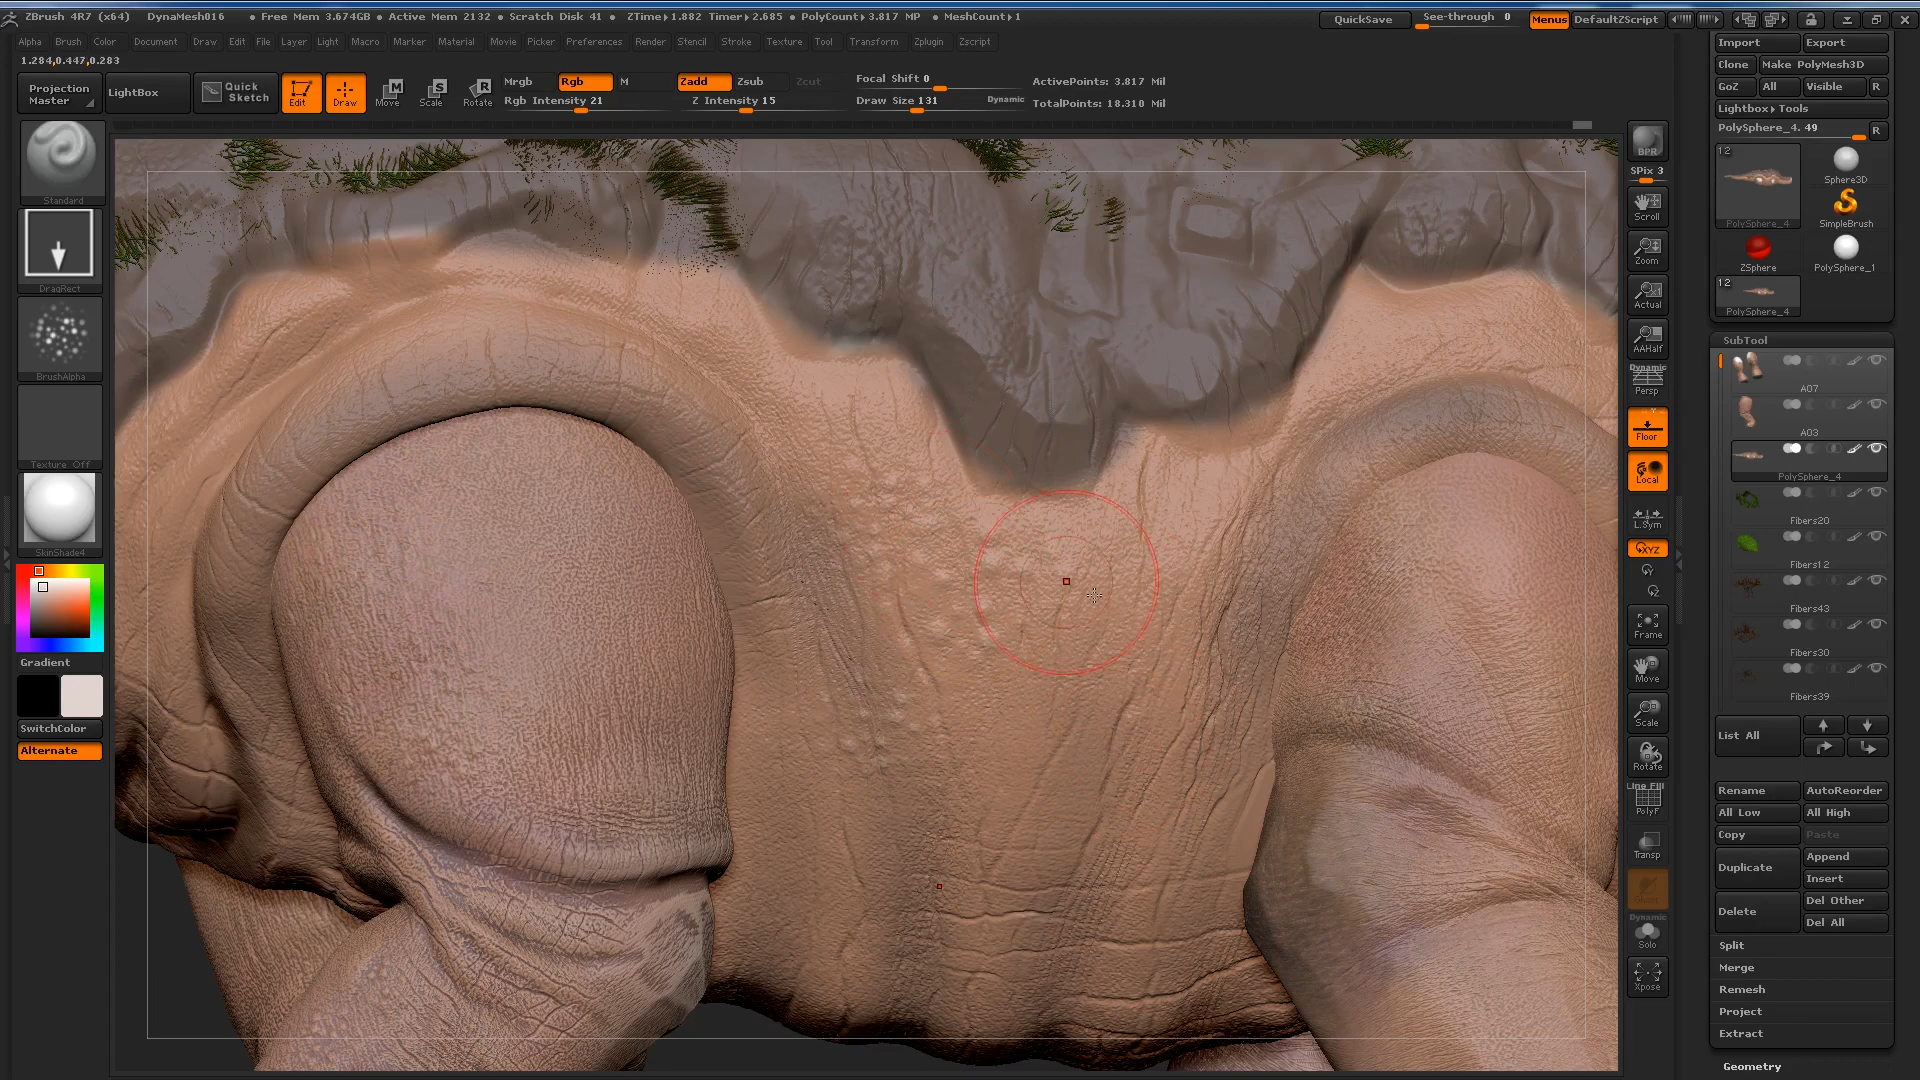 ZBrush 4R7 (x64) DynaMesh016 • Free Mem 3.674GB • Active Mem 2132 • Scratch Disk 41 • ZTime▸1.882 Timer▸2.685 • PolyCount▸3.817 MP • MeshCount▸1 QuickSave See-through 0 Menus DefaultZScript
Alpha Brush Color Document Draw Edit File Layer Light Macro Marker Material Movie Picker Preferences Render Stencil Stroke Texture Tool Transform Zplugin Zscript
1.284,0.447,0.283
Projection Master
LightBox
Quick Sketch
Edit
Draw
Move
Scale
Rotate
Mrgb Rgb M
Rgb Intensity 21
Zadd Zsub Zcut
Z Intensity 15
Focal Shift 0
Draw Size 131 Dynamic
ActivePoints: 3.817 Mil
TotalPoints: 18.310 Mil
Standard
DragRect
BrushAlpha
Texture Off
SkinShade4
Gradient
SwitchColor
Alternate
BPR
SPix 3
Scroll
Zoom
Actual
AAHalf
Dynamic
Persp
Floor
Local
L.Sym
XYZ
Frame
Move
Scale
Rotate
Line Fill
PolyF
Transp
Dynamic
Solo
Xpose
Import Export
Clone Make PolyMesh3D
GoZ All Visible R
Lightbox▸Tools
PolySphere_4. 49 R
12
PolySphere_4
Sphere3D
SimpleBrush
ZSphere
PolySphere_1
12
PolySphere_4
SubTool
A07
A03
PolySphere_4
Fibers20
Fibers12
Fibers43
Fibers30
Fibers39
List All
Rename AutoReorder
All Low All High
Copy Paste
Duplicate Append
Insert
Delete Del Other
Del All
Split
Merge
Remesh
Project
Extract
Geometry